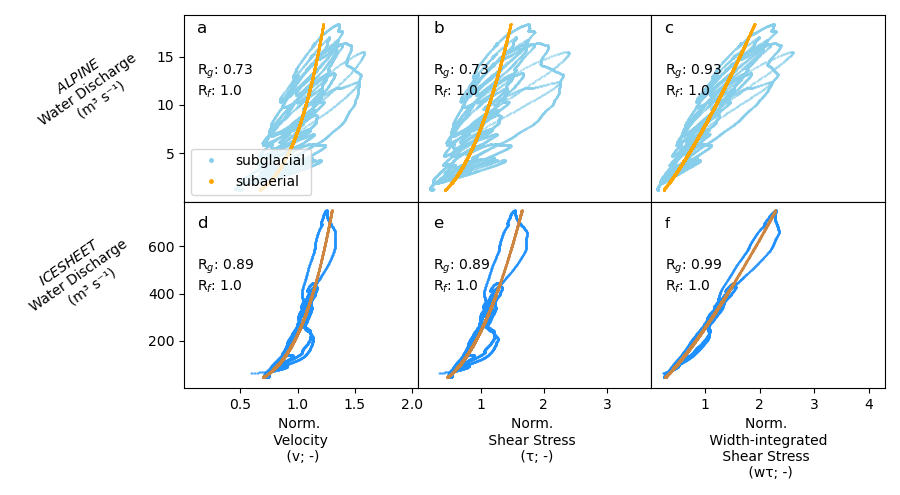 a
b
c
R_g: 0.73
R_f: 1.0
R_g: 0.73
R_f: 1.0
R_g: 0.93
R_f: 1.0
ALPINE
Water Discharge
(m³ s⁻¹)
15
10
5
subglacial
subaerial
d
e
f
R_g: 0.89
R_f: 1.0
R_g: 0.89
R_f: 1.0
R_g: 0.99
R_f: 1.0
ICESHEET
Water Discharge
(m³ s⁻¹)
600
400
200
0.5 1.0 1.5 2.0
1 2 3
1 2 3 4
Norm.
Velocity
(v; -)
Norm.
Shear Stress
(τ; -)
Norm.
Width-integrated
Shear Stress
(wτ; -)